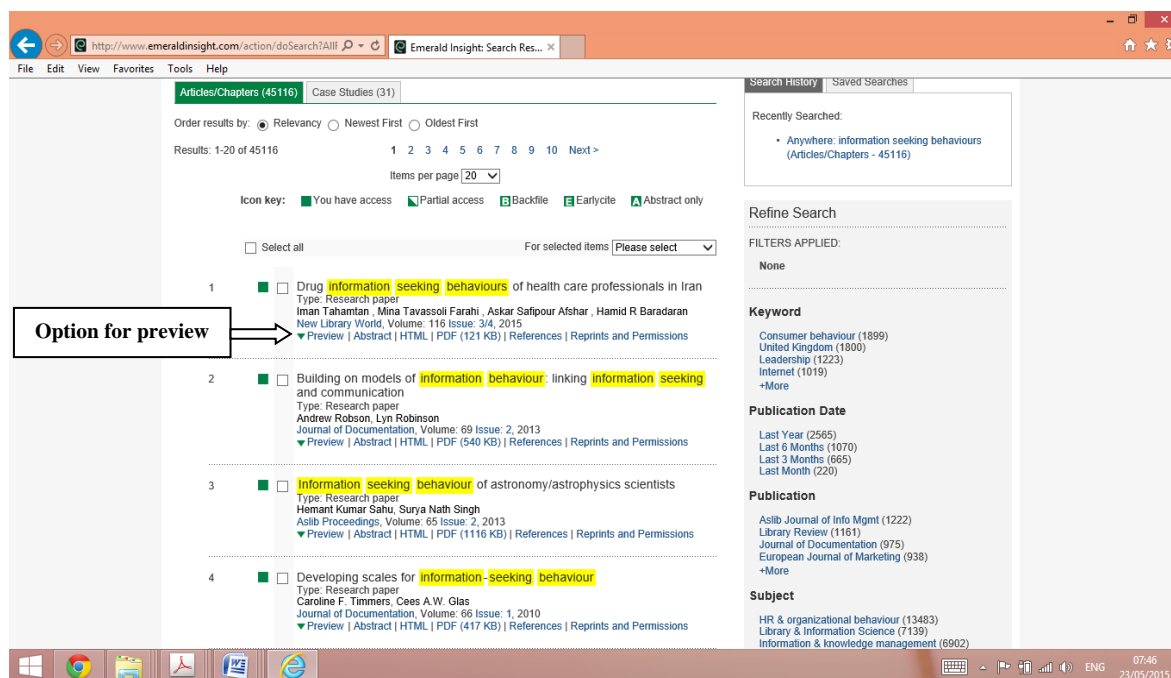 http://www.emeraldinsight.com/action/doSearch?AllF
Emerald Insight: Search Res...
File Edit View Favorites Tools Help
Articles/Chapters (45116) Case Studies (31)
Order results by: Relevancy Newest First Oldest First
Results: 1-20 of 45116 1 2 3 4 5 6 7 8 9 10 Next >
Items per page 20
Icon key: You have access Partial access B Backfile E Earlycite A Abstract only
Select all For selected items Please select
1 Drug information seeking behaviours of health care professionals in Iran
Type: Research paper
Iman Tahamtan , Mina Tavassoli Farahi , Askar Safipour Afshar , Hamid R Baradaran
New Library World, Volume: 116 Issue: 3/4, 2015
Preview | Abstract | HTML | PDF (121 KB) | References | Reprints and Permissions
Option for preview
2 Building on models of information behaviour: linking information seeking
and communication
Type: Research paper
Andrew Robson, Lyn Robinson
Journal of Documentation, Volume: 69 Issue: 2, 2013
Preview | Abstract | HTML | PDF (540 KB) | References | Reprints and Permissions
3 Information seeking behaviour of astronomy/astrophysics scientists
Type: Research paper
Hemant Kumar Sahu, Surya Nath Singh
Aslib Proceedings, Volume: 65 Issue: 2, 2013
Preview | Abstract | HTML | PDF (1116 KB) | References | Reprints and Permissions
4 Developing scales for information-seeking behaviour
Type: Research paper
Caroline F. Timmers, Cees A.W. Glas
Journal of Documentation, Volume: 66 Issue: 1, 2010
Preview | Abstract | HTML | PDF (417 KB) | References | Reprints and Permissions
Search History Saved Searches
Recently Searched:
Anywhere: information seeking behaviours
(Articles/Chapters - 45116)
Refine Search
FILTERS APPLIED:
None
Keyword
Consumer behaviour (1899)
United Kingdom (1800)
Leadership (1223)
Internet (1019)
+More
Publication Date
Last Year (2565)
Last 6 Months (1070)
Last 3 Months (665)
Last Month (220)
Publication
Aslib Journal of Info Mgmt (1222)
Library Review (1161)
Journal of Documentation (975)
European Journal of Marketing (938)
+More
Subject
HR & organizational behaviour (13483)
Library & Information Science (7139)
Information & knowledge management (6902)
ENG 07:46
23/05/2015